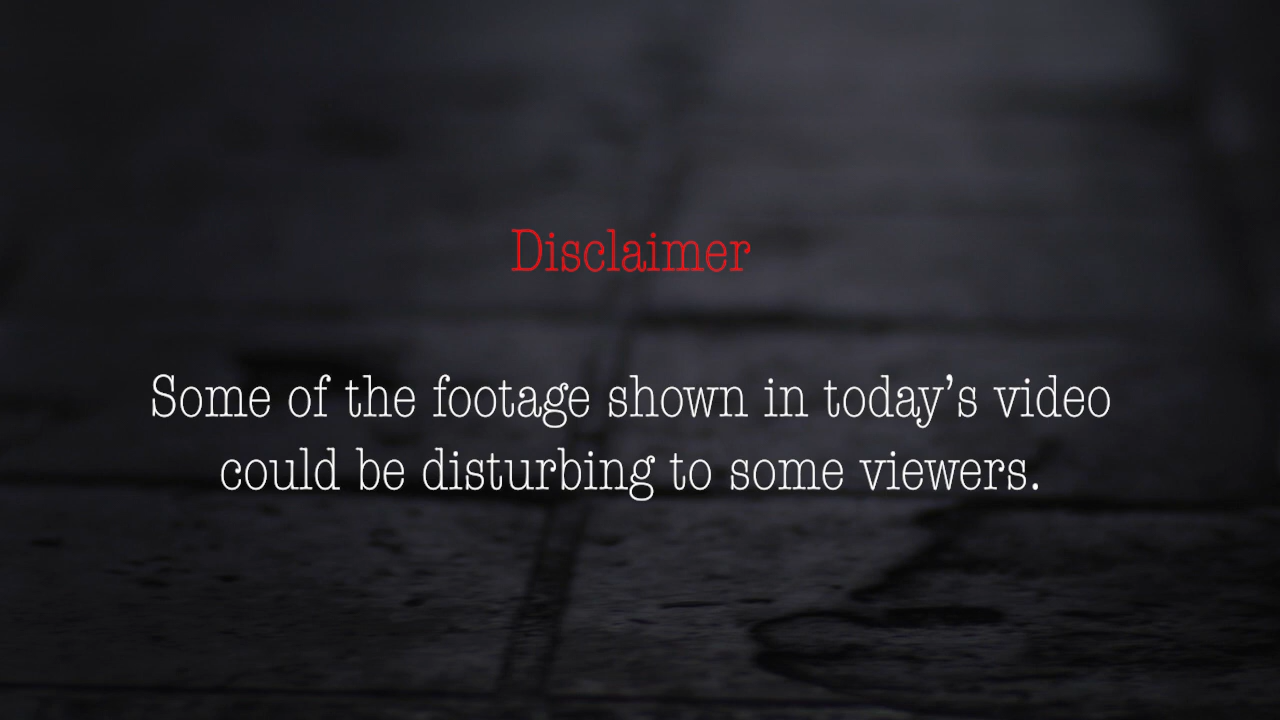 Disclaimer
Some of the footage shown in today's video
could be disturbing to some viewers.